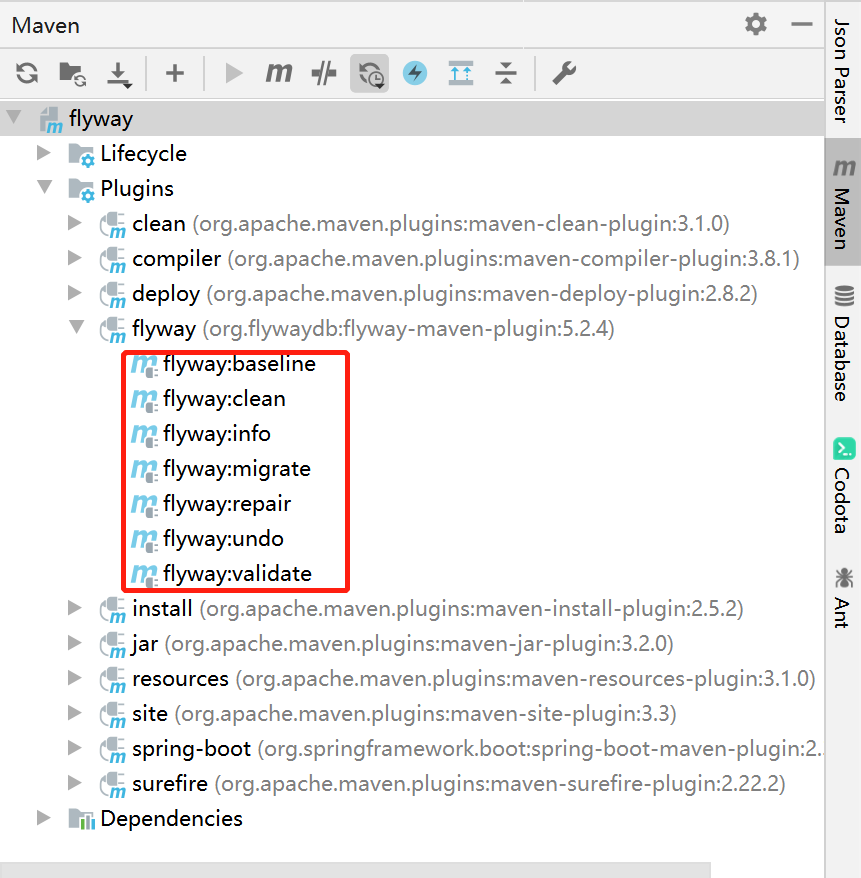 Maven
flyway
Lifecycle
Plugins
clean (org.apache.maven.plugins:maven-clean-plugin:3.1.0)
compiler (org.apache.maven.plugins:maven-compiler-plugin:3.8.1)
deploy (org.apache.maven.plugins:maven-deploy-plugin:2.8.2)
flyway (org.flywaydb:flyway-maven-plugin:5.2.4)
flyway:baseline
flyway:clean
flyway:info
flyway:migrate
flyway:repair
flyway:undo
flyway:validate
install (org.apache.maven.plugins:maven-install-plugin:2.5.2)
jar (org.apache.maven.plugins:maven-jar-plugin:3.2.0)
resources (org.apache.maven.plugins:maven-resources-plugin:3.1.0)
site (org.apache.maven.plugins:maven-site-plugin:3.3)
spring-boot (org.springframework.boot:spring-boot-maven-plugin:2.
surefire (org.apache.maven.plugins:maven-surefire-plugin:2.22.2)
Dependencies
Json Parser
Maven
Database
Codota
Ant